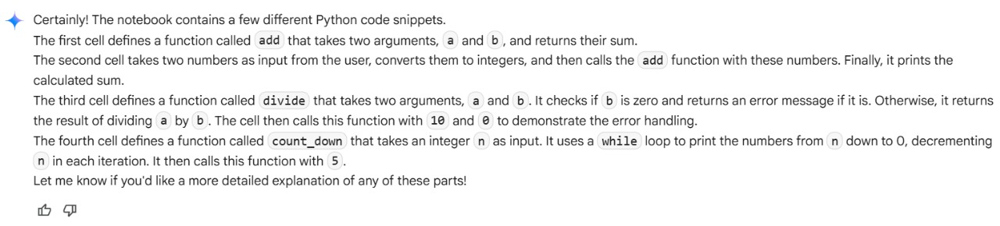 Certainly! The notebook contains a few different Python code snippets.
The first cell defines a function called add that takes two arguments, a and b, and returns their sum.
The second cell takes two numbers as input from the user, converts them to integers, and then calls the add function with these numbers. Finally, it prints the
calculated sum.
The third cell defines a function called divide that takes two arguments, a and b. It checks if b is zero and returns an error message if it is. Otherwise, it returns
the result of dividing a by b. The cell then calls this function with 10 and 0 to demonstrate the error handling.
The fourth cell defines a function called count_down that takes an integer n as input. It uses a while loop to print the numbers from n down to 0, decrementing
n in each iteration. It then calls this function with 5.
Let me know if you'd like a more detailed explanation of any of these parts!